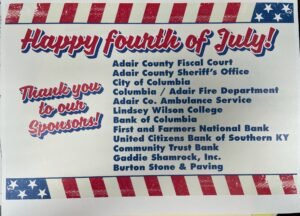 Happy fourth of July!
Thank you
to our
Sponsors!
Adair County Fiscal Court
Adair County Sheriff's Office
City of Columbia
Columbia / Adair Fire Department
Adair Co. Ambulance Service
Lindsey Wilson College
Bank of Columbia
First and Farmers National Bank
United Citizens Bank of Southern KY
Community Trust Bank
Gaddie Shamrock, Inc.
Burton Stone & Paving